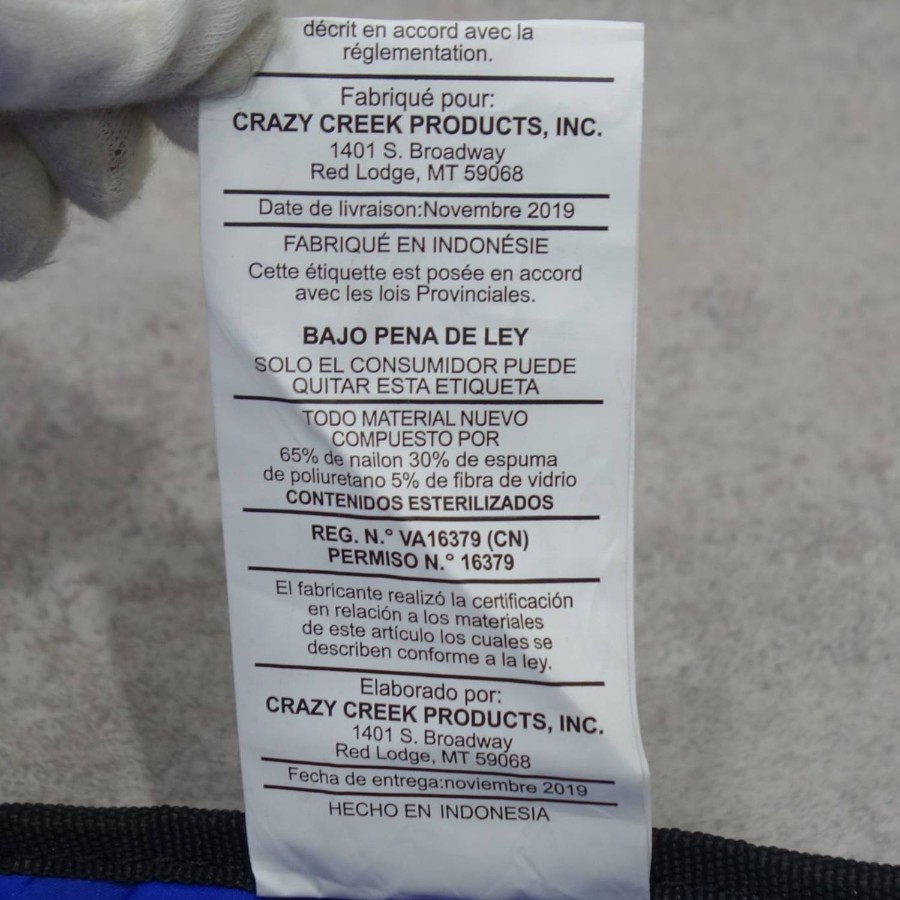 décrit en accord avec la
réglementation.
Fabriqué pour:
CRAZY CREEK PRODUCTS, INC.
1401 S. Broadway
Red Lodge, MT 59068
Date de livraison:Novembre 2019
FABRIQUÉ EN INDONÉSIE
Cette étiquette est posée en accord
avec les lois Provinciales.
BAJO PENA DE LEY
SOLO EL CONSUMIDOR PUEDE
QUITAR ESTA ETIQUETA
TODO MATERIAL NUEVO
COMPUESTO POR
65% de nailon 30% de espuma
de poliuretano 5% de fibra de vidrio
CONTENIDOS ESTERILIZADOS
REG. N.º VA16379 (CN)
PERMISO N.º 16379
El fabricante realizó la certificación
en relación a los materiales
de este artículo los cuales se
describen conforme a la ley.
Elaborado por:
CRAZY CREEK PRODUCTS, INC.
1401 S. Broadway
Red Lodge, MT 59068
Fecha de entrega:noviembre 2019
HECHO EN INDONESIA